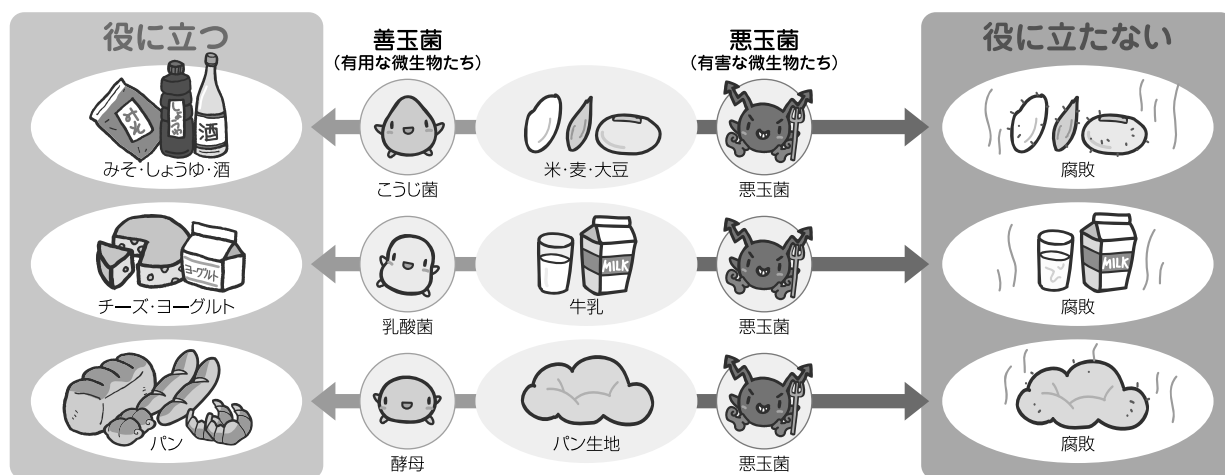 役に立つ
善玉菌
(有用な微生物たち)
悪玉菌
(有害な微生物たち)
役に立たない
みそ
しょうゆ
酒
みそ・しょうゆ・酒
こうじ菌
米・麦・大豆
悪玉菌
腐敗
ヨーグルト
チーズ・ヨーグルト
乳酸菌
MILK
牛乳
悪玉菌
MILK
腐敗
パン
酵母
パン生地
悪玉菌
腐敗